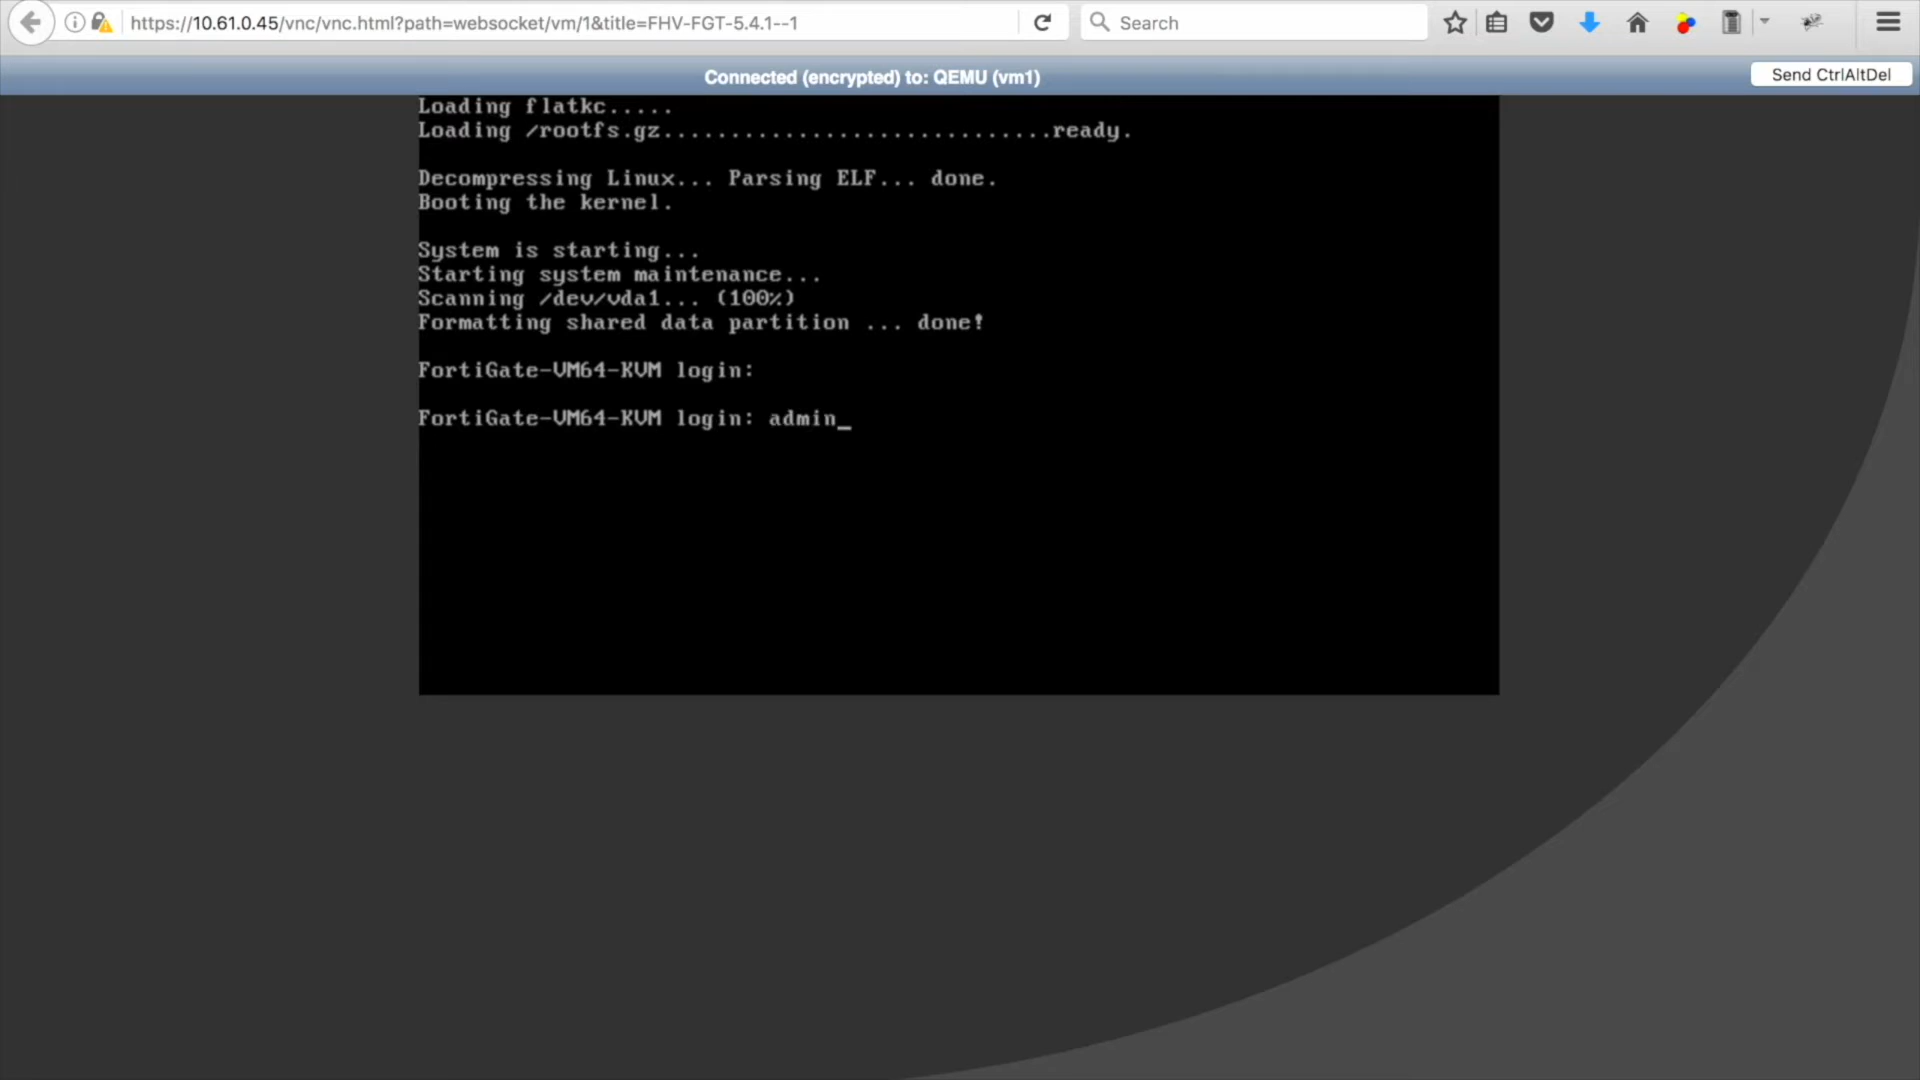 https://10.61.0.45/vnc/vnc.html?path=websocket/vm/1&title=FHV-FGT-5.4.1--1
Search
Connected (encrypted) to: QEMU (vm1)
Send CtrlAltDel
Loading flatkc.....
Loading /rootfs.gz.............................ready.
Decompressing Linux... Parsing ELF... done.
Booting the kernel.
System is starting...
Starting system maintenance...
Scanning /dev/vda1... (100%)
Formatting shared data partition ... done!
FortiGate-VM64-KVM login:
FortiGate-VM64-KVM login: admin_